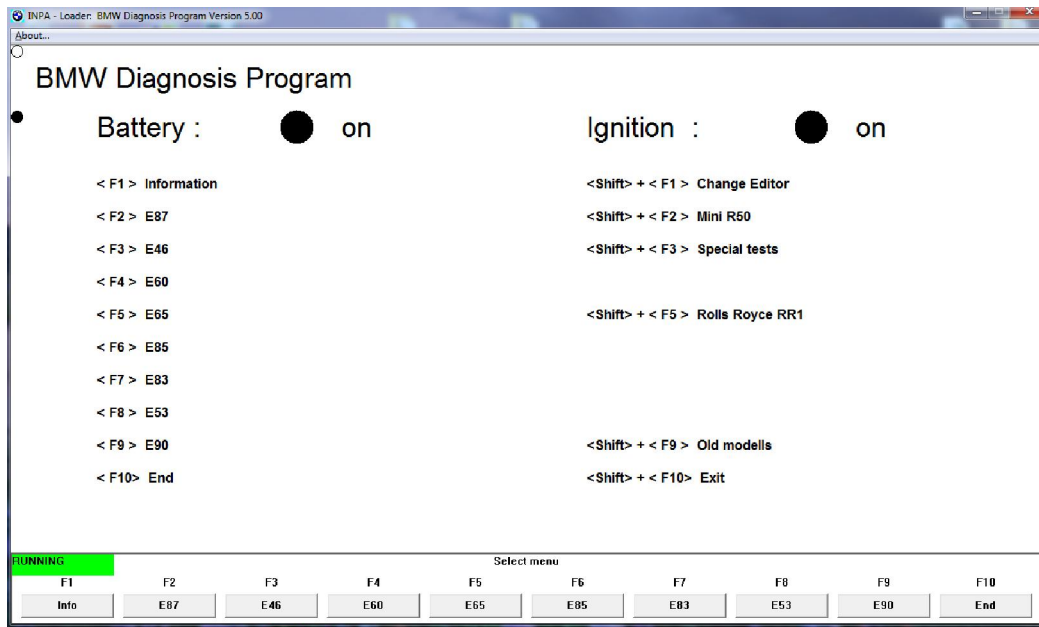 INPA - Loader: BMW Diagnosis Program Version 5.00
About...
BMW Diagnosis Program
Battery : on Ignition : on
< F1 > Information <Shift> + < F1 > Change Editor
< F2 > E87 <Shift> + < F2 > Mini R50
< F3 > E46 <Shift> + < F3 > Special tests
< F4 > E60
< F5 > E65 <Shift> + < F5 > Rolls Royce RR1
< F6 > E85
< F7 > E83
< F8 > E53
< F9 > E90 <Shift> + < F9 > Old modells
< F10> End <Shift> + < F10> Exit
RUNNING Select menu
F1 F2 F3 F4 F5 F6 F7 F8 F9 F10
Info E87 E46 E60 E65 E85 E83 E53 E90 End